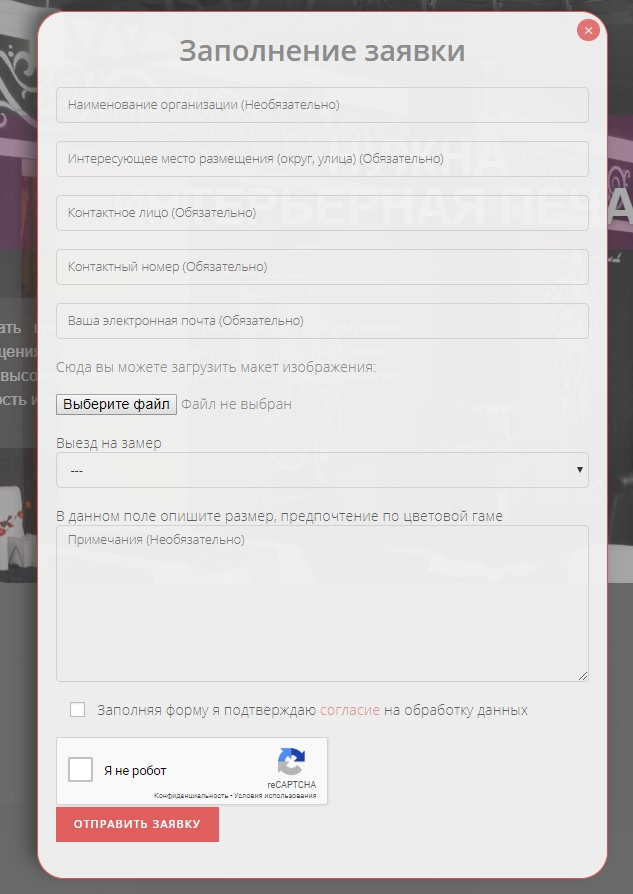 Заполнение заявки
×
Наименование организации (Необязательно)
НУЖНА
Интересующее место размещения (округ, улица) (Обязательно)
ИНТЕРЬЕРНАЯ ПЕЧА
Контактное лицо (Обязательно)
Контактный номер (Обязательно)
Ваша электронная почта (Обязательно)
Сюда вы можете загрузить макет изображения:
Выберите файл Файл не выбран
Выезд на замер
---
В данном поле опишите размер, предпочтение по цветовой гаме
Примечания (Необязательно)
Заполняя форму я подтверждаю согласие на обработку данных
Я не робот
reCAPTCHA
Конфиденциальность • Условия использования
ОТПРАВИТЬ ЗАЯВКУ